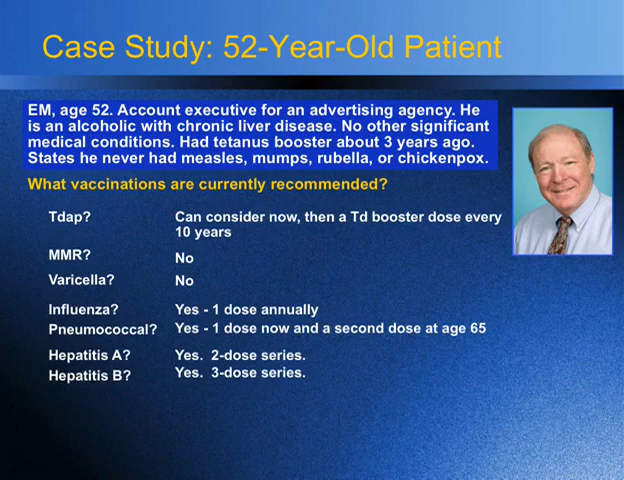 Case Study: 52-Year-Old Patient
EM, age 52. Account executive for an advertising agency. He
is an alcoholic with chronic liver disease. No other significant
medical conditions. Had tetanus booster about 3 years ago.
States he never had measles, mumps, rubella, or chickenpox.
What vaccinations are currently recommended?
Tdap? Can consider now, then a Td booster dose every
10 years
MMR? No
Varicella? No
Influenza? Yes - 1 dose annually
Pneumococcal? Yes - 1 dose now and a second dose at age 65
Hepatitis A? Yes. 2-dose series.
Hepatitis B? Yes. 3-dose series.